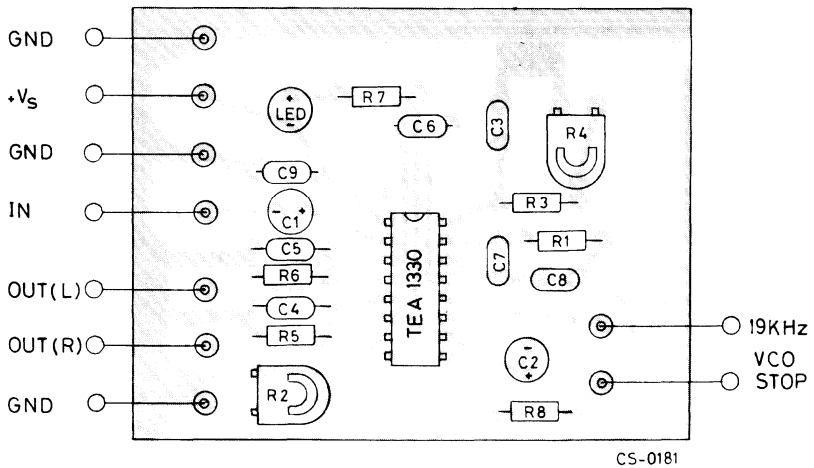 GND
+Vs
GND
IN
OUT(L)
OUT(R)
GND
+
LED
-
R7
C6
C3
R4
C9
- C1 +
C5
R6
C4
R5
R2
TEA 1330
R3
R1
C7
C8
-
C2
+
R8
19KHz
VCO
STOP
CS-0181